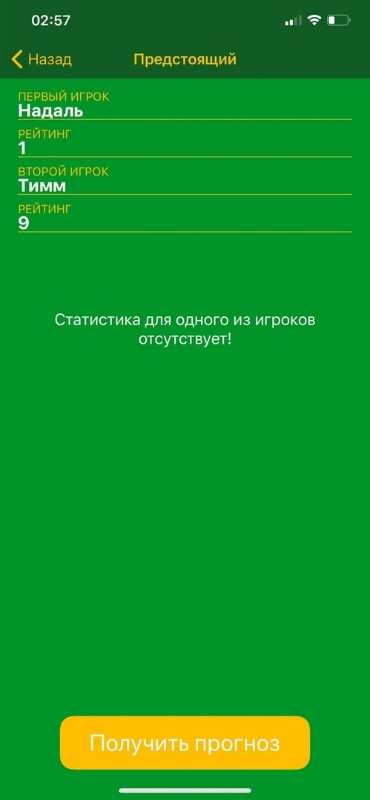 02:57
Назад
Предстоящий
ПЕРВЫЙ ИГРОК
Надаль
РЕЙТИНГ
1
ВТОРОЙ ИГРОК
Тимм
РЕЙТИНГ
9
Статистика для одного из игроков
отсутствует!
Получить прогноз